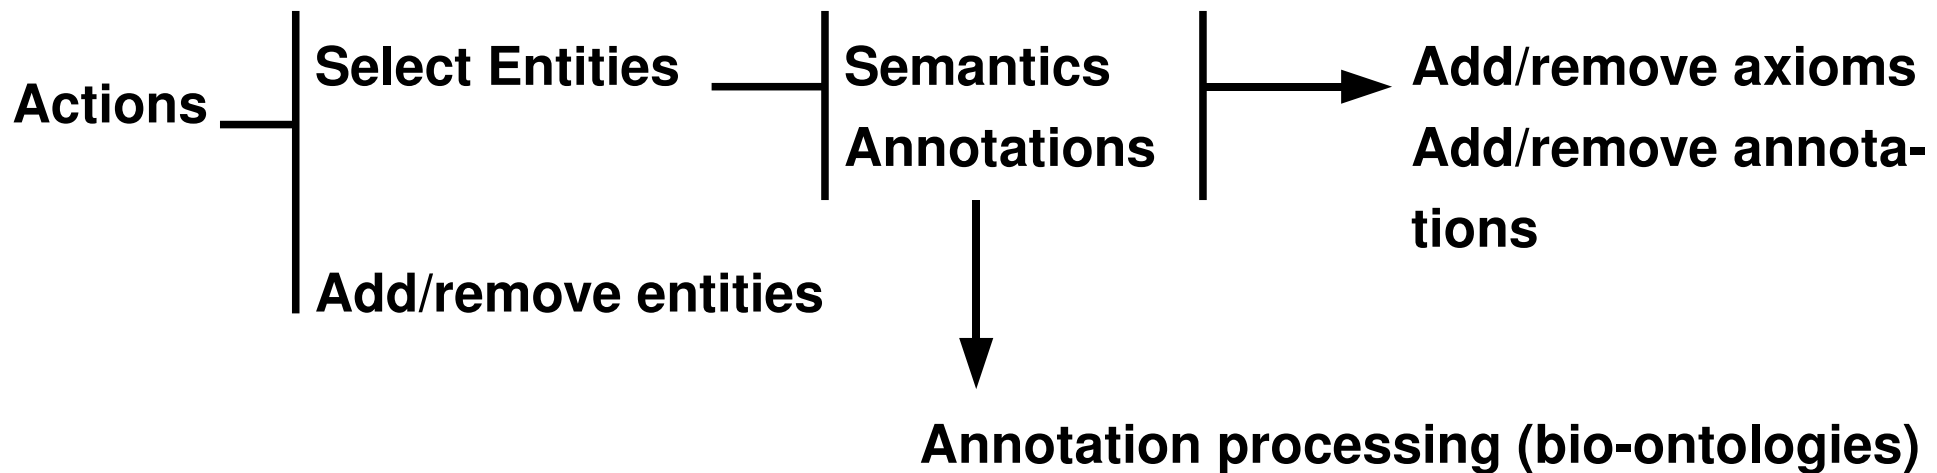 Actions
Select Entities
Add/remove entities
Semantics
Annotations
Add/remove axioms
Add/remove annota-
tions
Annotation processing (bio-ontologies)